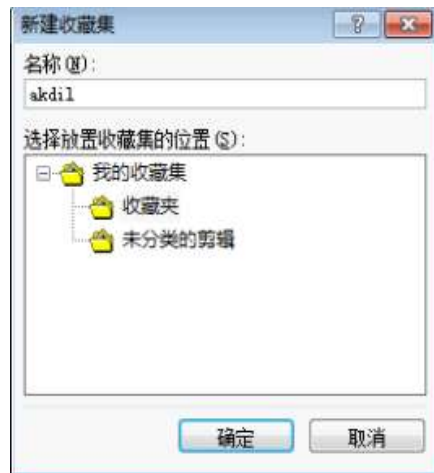 新建收藏集
名称(N):
akdil
选择放置收藏集的位置(S):
我的收藏集
收藏夹
未分类的剪辑
确定
取消